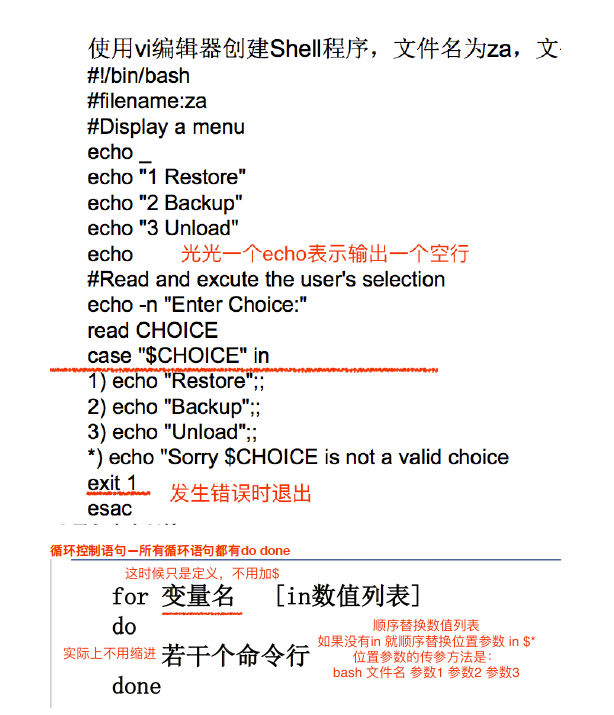 使用vi编辑器创建Shell程序，文件名为za，文
#!/bin/bash
#filename:za
#Display a menu
echo _
echo "1 Restore"
echo "2 Backup"
echo "3 Unload"
echo 光光一个echo表示输出一个空行
#Read and excute the user's selection
echo -n "Enter Choice:"
read CHOICE
case "$CHOICE" in
1) echo "Restore";;
2) echo "Backup";;
3) echo "Unload";;
*) echo "Sorry $CHOICE is not a valid choice
exit 1 发生错误时退出
esac
循环控制语句—所有循环语句都有do done
这时候只是定义，不用加$
for 变量名 [in数值列表]
do
顺序替换数值列表
如果没有in 就顺序替换位置参数 in $*
实际上不用缩进 若干个命令行
位置参数的传参方法是：
bash 文件名 参数1 参数2 参数3
done